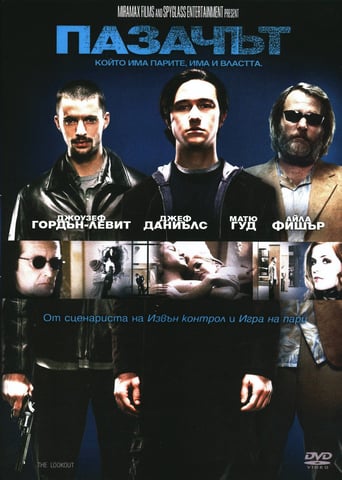 MIRAMAX FILMS AND SPYGLASS ENTERTAINMENT PRESENT
ПАЗАЧЪТ
КОЙТО ИМА ПАРИТЕ, ИМА И ВЛАСТТА.
ДЖОУЗЕФ ГОРДЪН-ЛЕВИТ
ДЖЕФ ДАНИЪЛС
МАТЮ ГУД
АЙЛА ФИШЪР
От сценариста на Извън контрол и Игра на пари
THE LOOKOUT
DVD
VIDEO